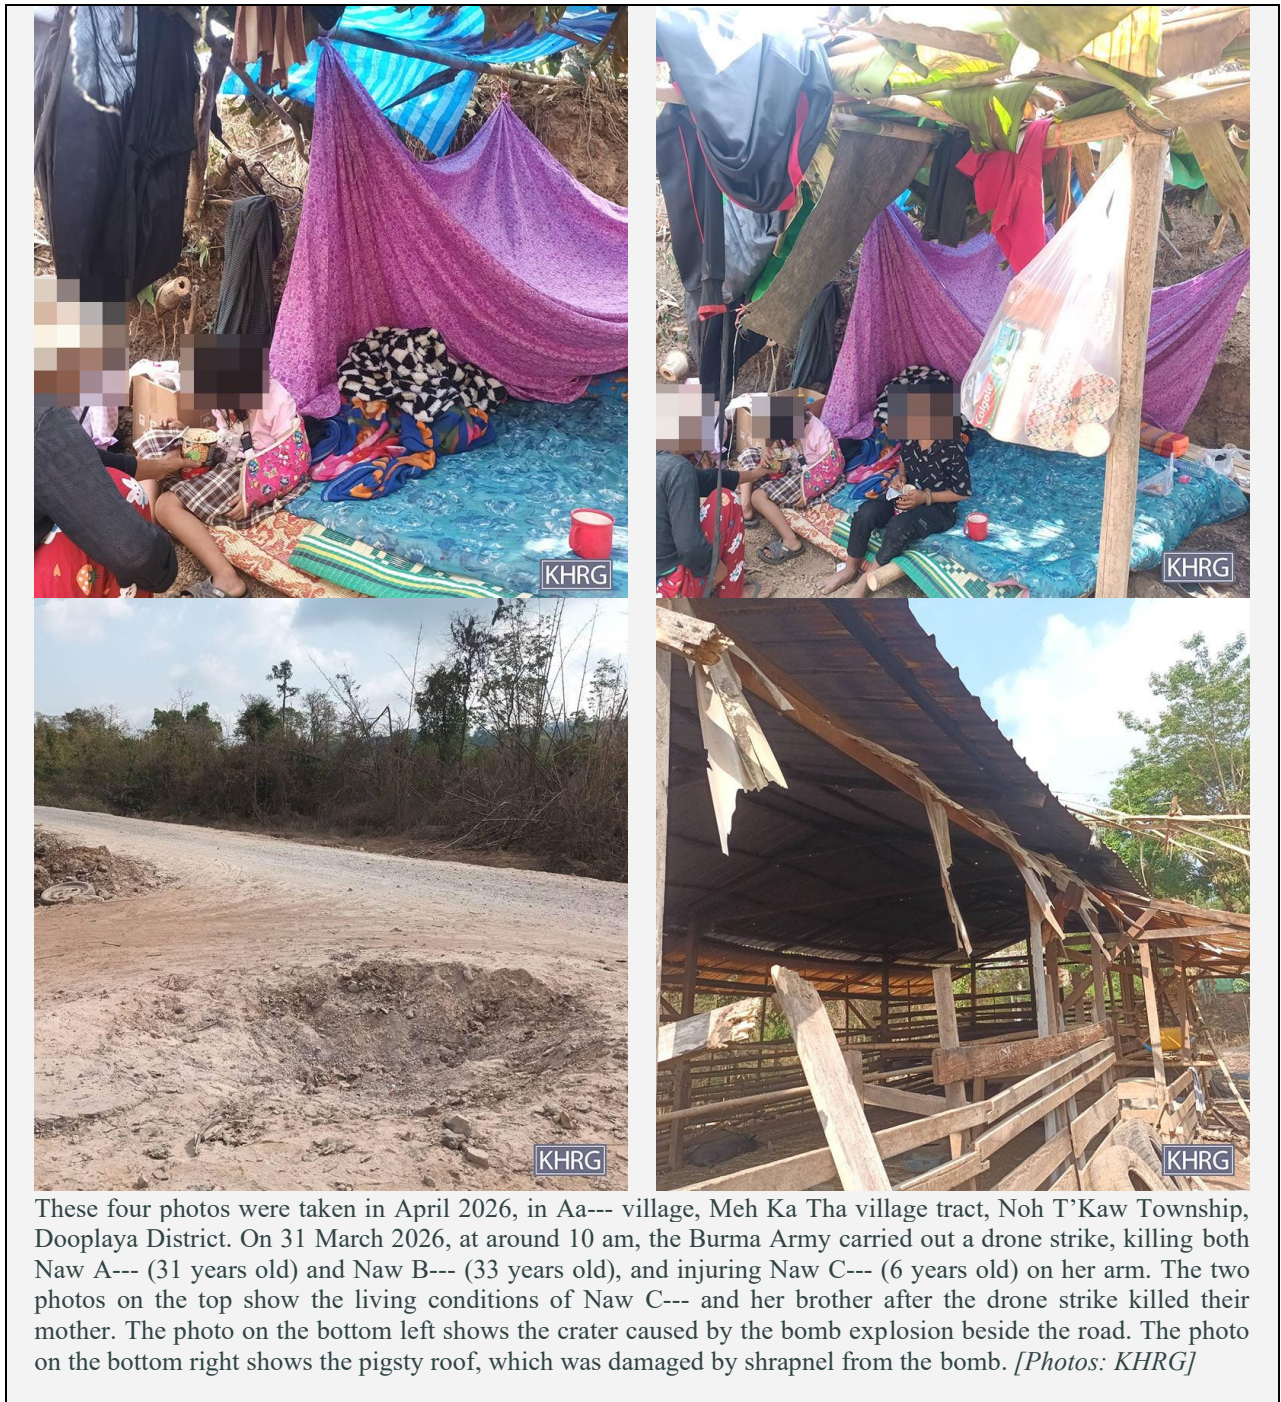 Colgate
KHRG
KHRG
KHRG
KHRG
These four photos were taken in April 2026, in Aa--- village, Meh Ka Tha village tract, Noh T’Kaw Township,
Dooplaya District. On 31 March 2026, at around 10 am, the Burma Army carried out a drone strike, killing both
Naw A--- (31 years old) and Naw B--- (33 years old), and injuring Naw C--- (6 years old) on her arm. The two
photos on the top show the living conditions of Naw C--- and her brother after the drone strike killed their
mother. The photo on the bottom left shows the crater caused by the bomb explosion beside the road. The photo
on the bottom right shows the pigsty roof, which was damaged by shrapnel from the bomb. [Photos: KHRG]